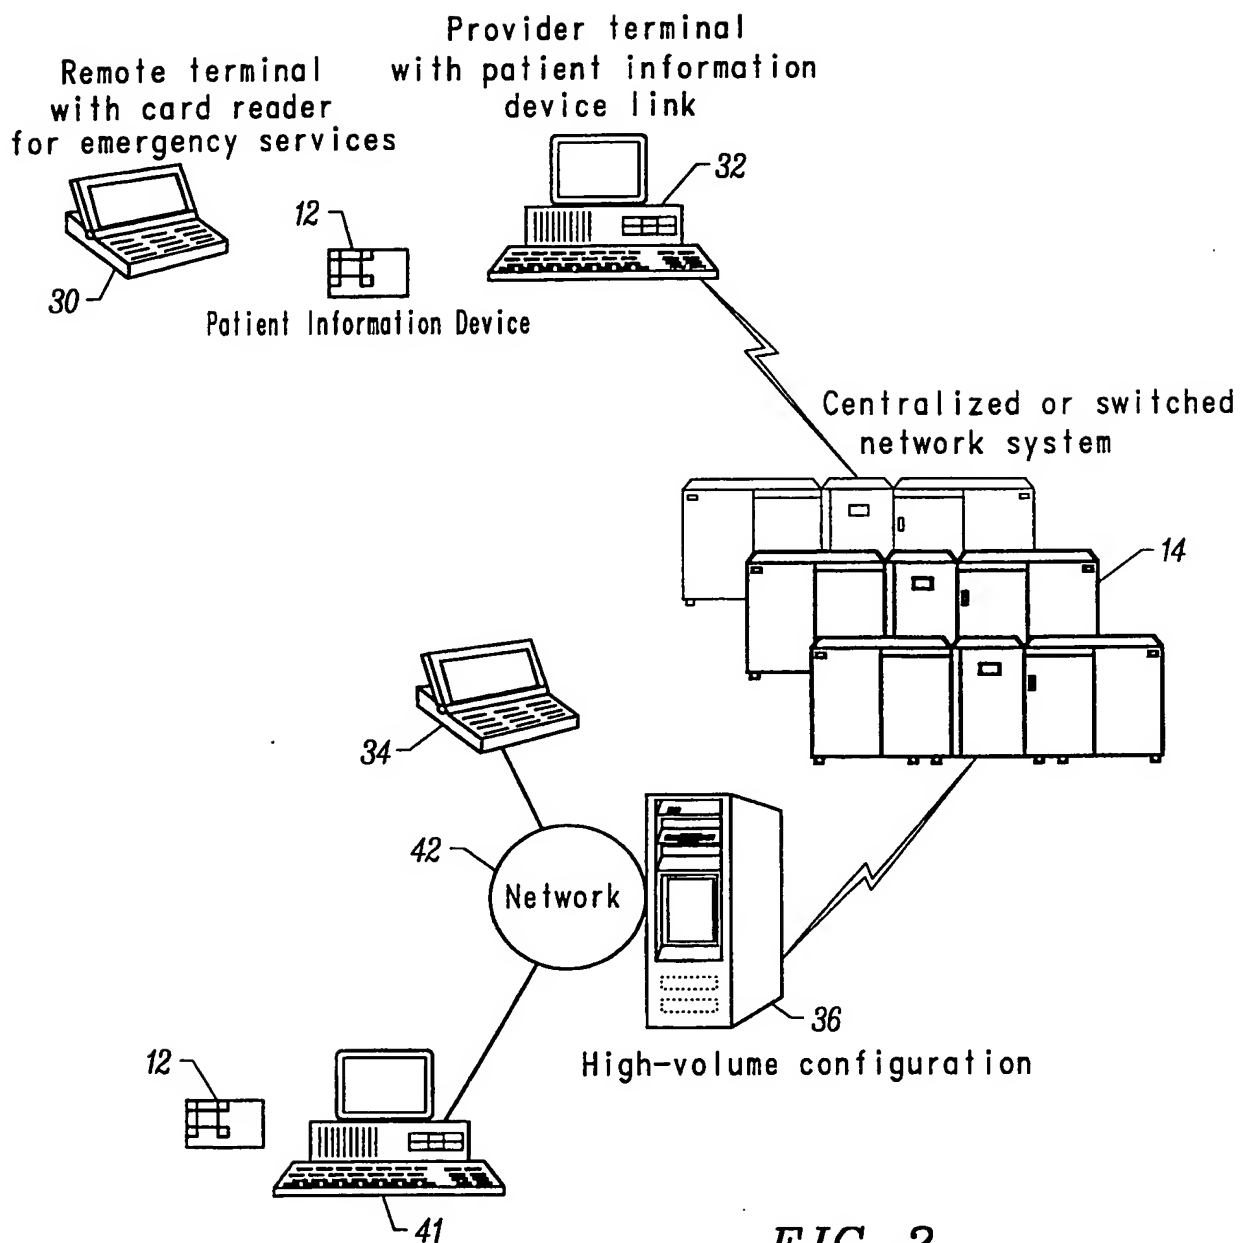 Provider terminal
with patient information
device link
Remote terminal
with card reader
for emergency services
32
12
30
Patient Information Device
Centralized or switched
network system
14
34
42
Network
36
High-volume configuration
12
41